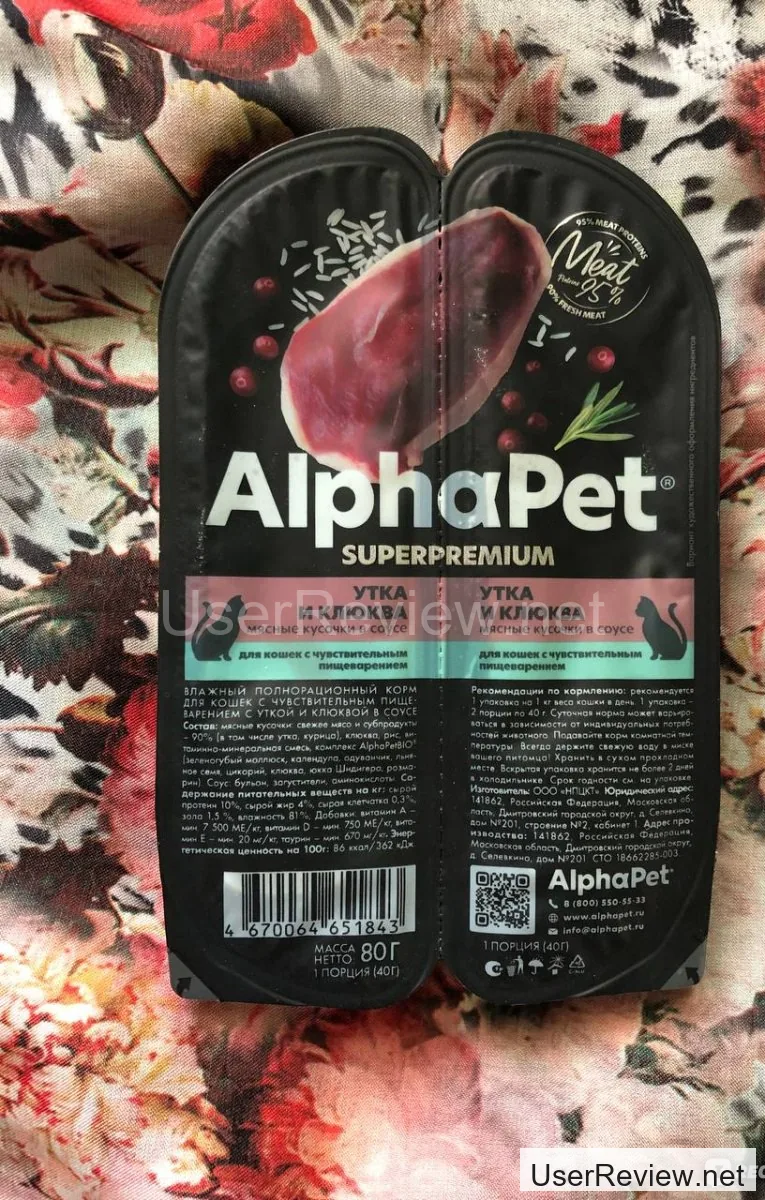 95% MEAT PROTEINS
Meat
Proteins 95%
90% FRESH MEAT
Вариант художественного оформления ингредиентов
AlphaPet®
SUPERPREMIUM
УТКА
И КЛЮКВА
мясные кусочки в соусе
для кошек с чувствительным
пищеварением
УТКА
И КЛЮКВА
мясные кусочки в соусе
для кошек с чувствительным
пищеварением
UserReview.net
ВЛАЖНЫЙ ПОЛНОРАЦИОННЫЙ КОРМ
ДЛЯ КОШЕК С ЧУВСТВИТЕЛЬНЫМ ПИЩЕ-
ВАРЕНИЕМ С УТКОЙ И КЛЮКВОЙ В СОУСЕ
Состав: мясные кусочки: свежее мясо и субпродукты
– 90% (в том числе утка, курица), клюква, рис, ви-
таминно-минеральная смесь, комплекс AlphaPetBIO®
(зеленогубый моллюск, календула, одуванчик, льня-
ное семя, цикорий, клюква, юкка Шидигера, розма-
рин) Соус: бульон, загустители, аминокислоты. Со-
держание питательных веществ на кг: сырой
протеин 10%, сырой жир 4%, сырая клетчатка 0,3%,
зола 1,5 %, влажность 81%. Добавки: витамин А –
мин. 7 500 МЕ/кг, витамин D – мин. 750 МЕ/кг, вита-
мин Е – мин. 20 мг/кг, таурин – мин. 670 мг/кг. Энер-
гетическая ценность на 100г: 86 ккал/362 кДж
4 670064 651843
МАССА
НЕТТО 80Г
1 ПОРЦИЯ (40Г)
Рекомендации по кормлению: рекомендуется
1 упаковка на 1 кг веса кошки в день. 1 упаковка –
2 порции по 40 г. Суточная норма может варьиро-
ваться в зависимости от индивидуальных потреб-
ностей животного. Подавайте корм комнатной тем-
пературы. Всегда держите свежую воду в миске
вашего питомца! Хранить в сухом прохладном
месте. Вскрытая упаковка хранится не более 2 дней
в холодильнике. Срок годности см. на упаковке.
Изготовитель: ООО «НПЦКТ». Юридический адрес:
141862, Российская Федерация, Московская об-
ласть, Дмитровский городской округ, д. Селевкино,
дом №201, строение №2, кабинет 1. Адрес про-
изводства: 141862, Российская Федерация,
Московская область, Дмитровский городской округ,
д. Селевкино, дом №201. СТО 18662285-003
AlphaPet®
8 (800) 550-55-33
www.alphapet.ru
info@alphapet.ru
1 ПОРЦИЯ (40Г)
UserReview.net